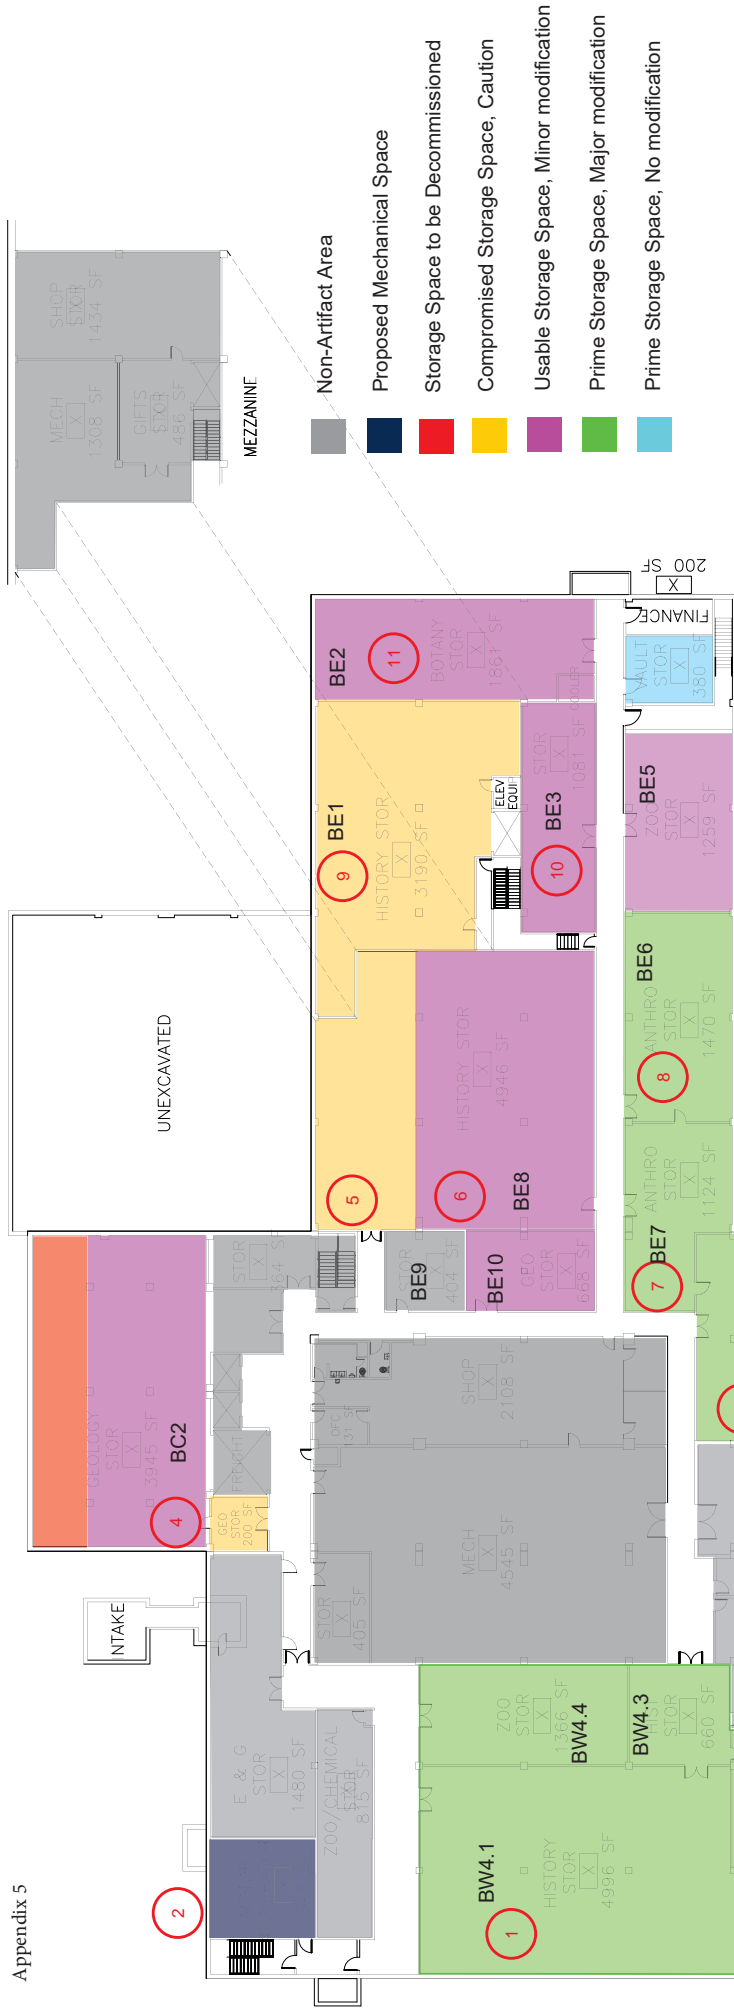 Appendix 5
MECH
X
1308 SF
SHOP
STOR
X
1434 SF
GIFTS
STOR
X
486 SF
MEZZANINE
Non-Artifact Area
Proposed Mechanical Space
Storage Space to be Decommissioned
Compromised Storage Space, Caution
Usable Storage Space, Minor modification
Prime Storage Space, Major modification
Prime Storage Space, No modification
UNEXCAVATED
INTAKE
2
4
GEOLOGY
STOR
X
3945 SF
BC2
GEO
STOR
200 SF
FREIGHT
STOR
X
E & G
STOR
X
1480 SF
ZOO/CHEMICAL
STOR
X
815 SF
STOR
X
405 SF
MECH
X
4545 SF
OFC
131 SF
SHOP
X
2108 SF
5
6
HISTORY STOR
X
4946 SF
BE8
STOR
X
404 SF
BE9
BE10
GEO
STOR
X
668 SF
9
BE1
HISTORY STOR
X
3190 SF
ELEV
EQUIP
BE2
11
BOTANY
STOR
X
1861 SF
COOLER
10
BE3
STOR
X
1081 SF
FINANCE
X
200 SF
VAULT
STOR
X
380 SF
BE5
ZOO
STOR
X
1259 SF
BE6
8
ANTHRO
STOR
X
1470 SF
BE7
7
ANTHRO
STOR
X
1124 SF
1
BW4.1
HISTORY
STOR
X
4996 SF
ZOO
STOR
X
1366 SF
BW4.4
BW4.3
STOR
X
660 SF